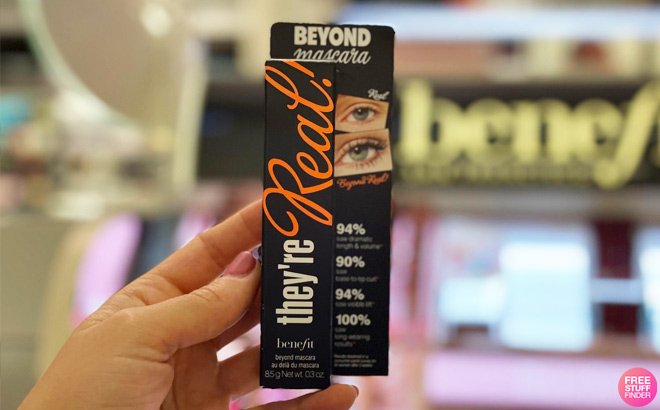 BEYOND
mascara
they're Real!
Real!
Beyond Real!
94%
saw dramatic
length & volume*
90%
saw
base-to-tip curl*
94%
saw visible lift*
100%
saw
long-wearing
results*
benefit
beyond mascara
au delà du mascara
8.5 g Net wt. 0.3 oz.
benefit
FREE
STUFF
FINDER